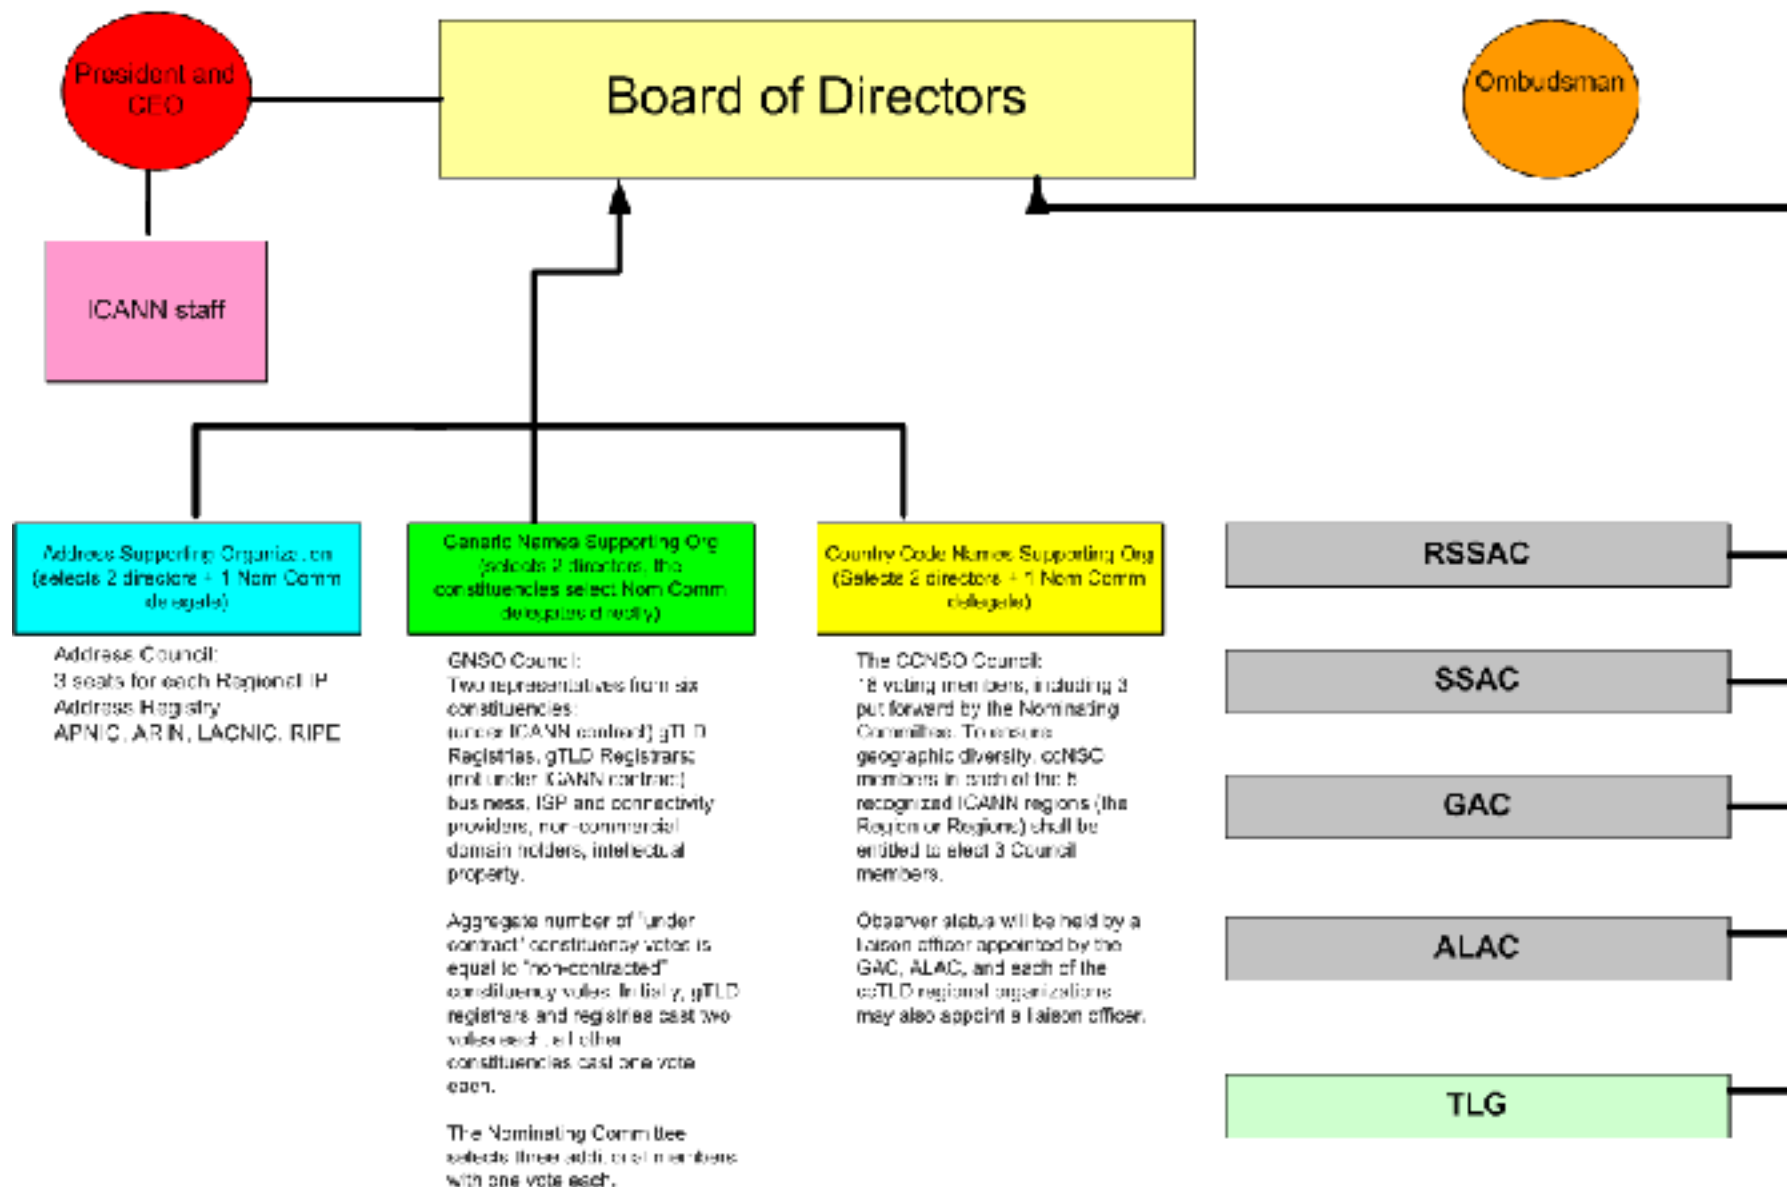 President and
CEO
Board of Directors
Ombudsman
ICANN staff
Address Supporting Organization
(selects 2 directors + 1 Nom Comm
delegate)
Generic Names Supporting Org
(selects 2 directors, the
constituencies select Nom Comm
delegates directly)
Country Code Names Supporting Org
(Selects 2 directors + 1 Nom Comm
delegate)
Address Council:
3 seats for each Regional IP
Address Registry
APNIC, ARIN, LACNIC, RIPE
GNSO Council:
Two representatives from six
constituencies:
(under ICANN contract) gTLD
Registries, gTLD Registrars;
(not under ICANN contract)
business, ISP and connectivity
providers, non-commercial
domain holders, intellectual
property.
Aggregate number of "under
contract" constituency votes is
equal to "non-contracted"
constituency votes. Initially, gTLD
registrars and registries cast two
votes each, all other
constituencies cast one vote
each.
The Nominating Committee
selects three additional members
with one vote each.
The CCNSO Council:
18 voting members, including 3
put forward by the Nominating
Committee. To ensure
geographic diversity, ccNSO
members in each of the 5
recognized ICANN regions (the
Region or Regions) shall be
entitled to elect 3 Council
members.
Observer status will be held by a
liaison officer appointed by the
GAC, ALAC, and each of the
ccTLD regional organizations
may also appoint a liaison officer.
RSSAC
SSAC
GAC
ALAC
TLG